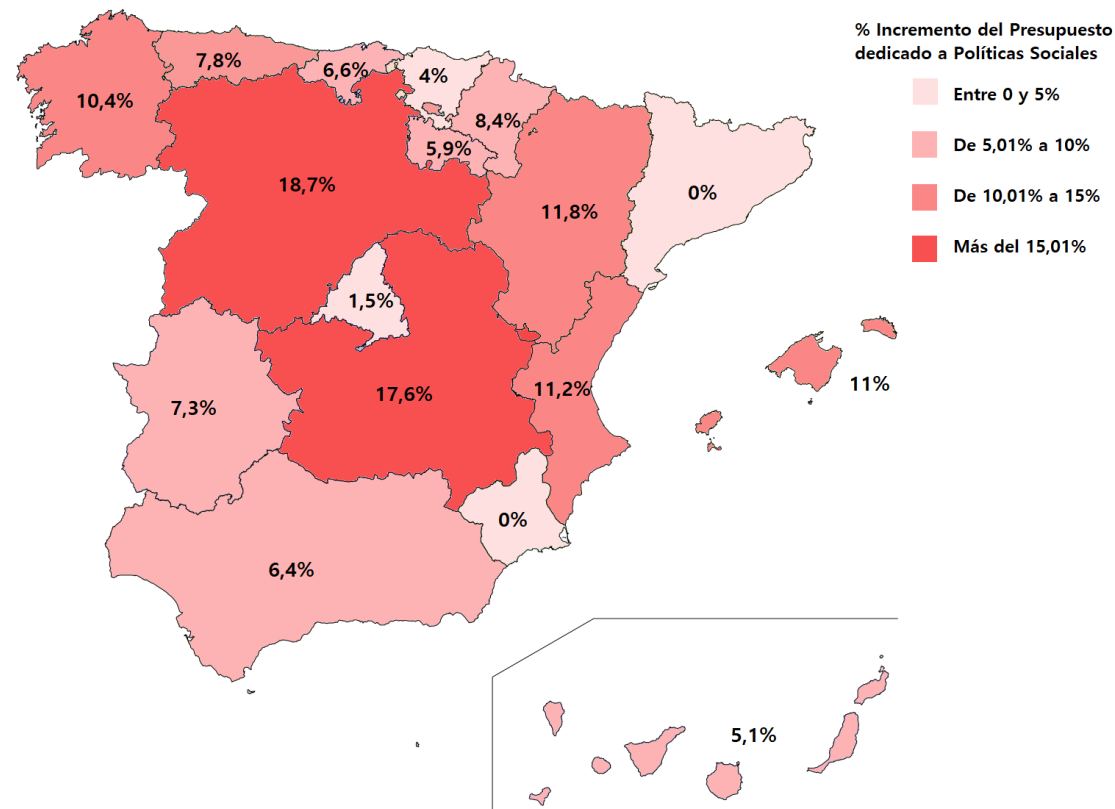 % Incremento del Presupuesto
dedicado a Políticas Sociales
Entre 0 y 5%
De 5,01% a 10%
De 10,01% a 15%
Más del 15,01%
7,8%
6,6%
4%
10,4%
8,4%
5,9%
18,7%
0%
11,8%
1,5%
11%
17,6%
11,2%
7,3%
0%
6,4%
5,1%